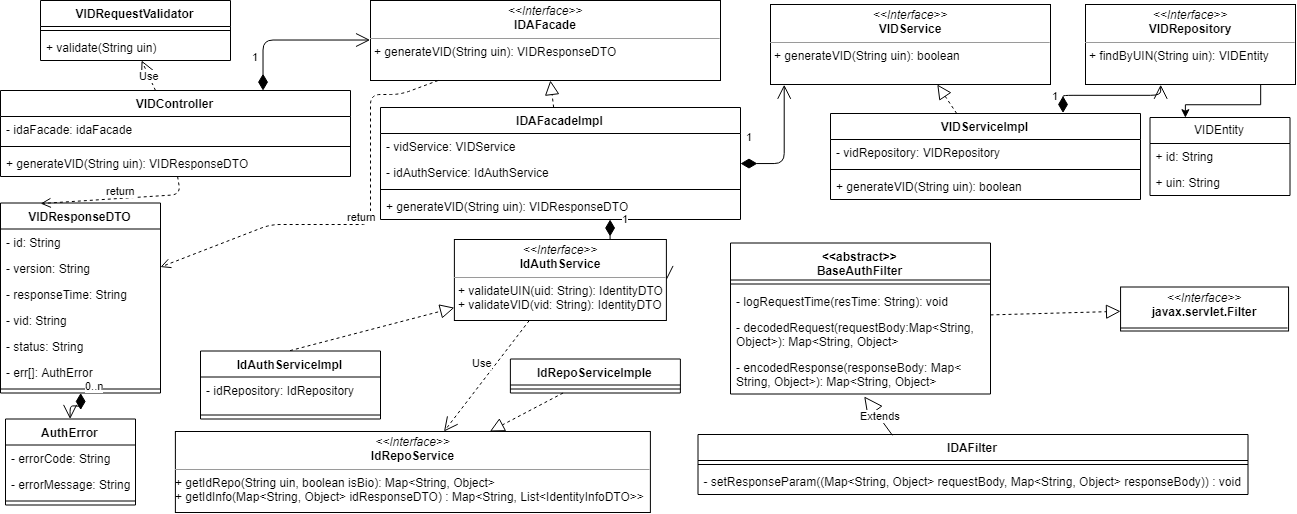 VIDRequestValidator
+ validate(String uin)
Use
VIDController
- idaFacade: idaFacade
+ generateVID(String uin): VIDResponseDTO
1
return
<<Interface>>
IDAFacade
+ generateVID(String uin): VIDResponseDTO
IDAFacadeImpl
- vidService: VIDService
- idAuthService: IdAuthService
+ generateVID(String uin): VIDResponseDTO
1
1
return
<<Interface>>
VIDService
+ generateVID(String uin): boolean
VIDServiceImpl
- vidRepository: VIDRepository
+ generateVID(String uin): boolean
1
<<Interface>>
VIDRepository
+ findByUIN(String uin): VIDEntity
VIDEntity
+ id: String
+ uin: String
VIDResponseDTO
- id: String
- version: String
- responseTime: String
- vid: String
- status: String
- err[]: AuthError
0..n
AuthError
- errorCode: String
- errorMessage: String
<<Interface>>
IdAuthService
+ validateUIN(uid: String): IdentityDTO
+ validateVID(vid: String): IdentityDTO
IdAuthServiceImpl
- idRepository: IdRepository
Use
IdRepoServiceImple
<<Interface>>
IdRepoService
+ getIdRepo(String uin, boolean isBio): Map<String, Object>
+ getIdInfo(Map<String, Object> idResponseDTO) : Map<String, List<IdentityInfoDTO>>
<<abstract>>
BaseAuthFilter
- logRequestTime(resTime: String): void
- decodedRequest(requestBody:Map<String,
Object>): Map<String, Object>
- encodedResponse(responseBody: Map<
String, Object>): Map<String, Object>
<<Interface>>
javax.servlet.Filter
Extends
IDAFilter
- setResponseParam((Map<String, Object> requestBody, Map<String, Object> responseBody)) : void